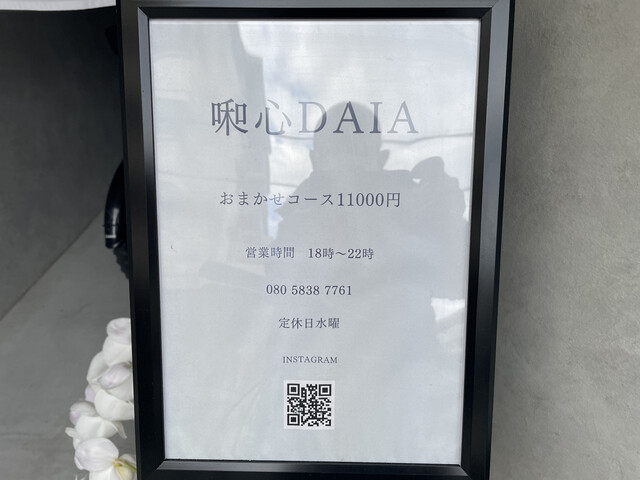 啝心DAIA
おまかせコース11000円
営業時間　18時〜22時
080 5838 7761
定休日水曜
INSTAGRAM